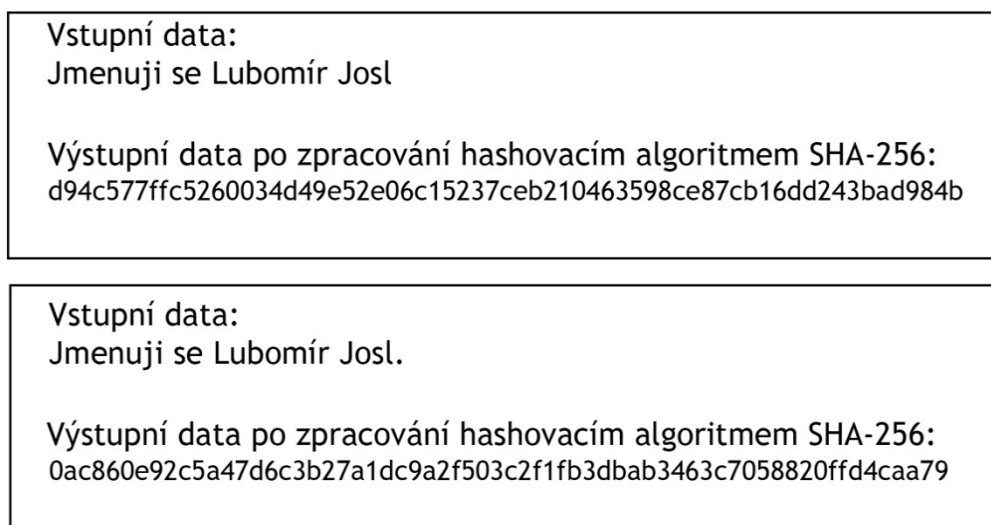 Vstupní data:
Jmenuji se Lubomír Josl
Výstupní data po zpracování hashovacím algoritmem SHA-256:
d94c577ffc5260034d49e52e06c15237ceb210463598ce87cb16dd243bad984b
Vstupní data:
Jmenuji se Lubomír Josl.
Výstupní data po zpracování hashovacím algoritmem SHA-256:
0ac860e92c5a47d6c3b27a1dc9a2f503c2f1fb3dbab3463c7058820ffd4caa79